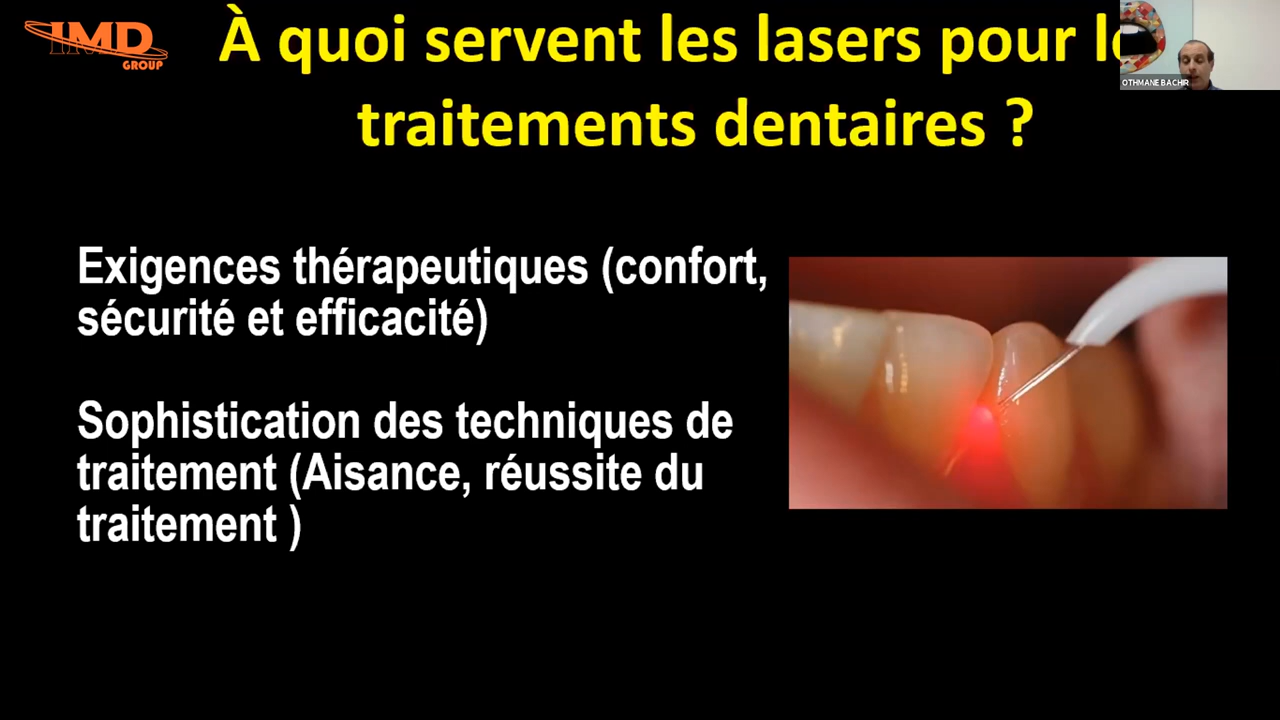 IMD
GROUP
À quoi servent les lasers pour
traitements dentaires ?
OTHMANE BACHIR
Exigences thérapeutiques (confort,
sécurité et efficacité)
Sophistication des techniques de
traitement (Aisance, réussite du
traitement )